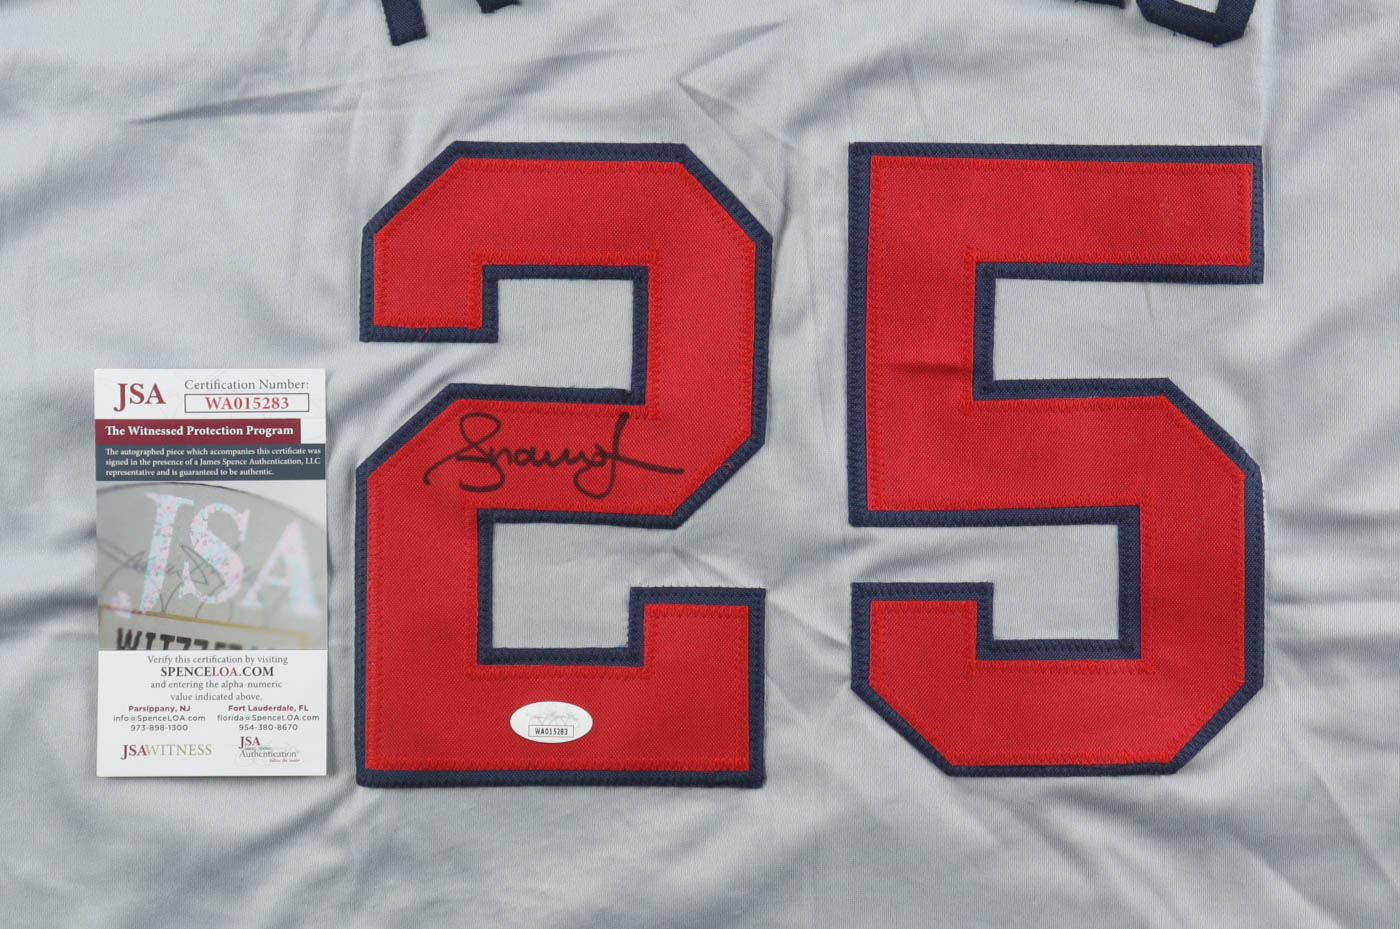 25
JSA
Certification Number:
WA015283
The Witnessed Protection Program
The autographed piece which accompanies this certificate was
signed in the presence of a James Spence Authentication, LLC
representative and is guaranteed to be authentic.
JSA
Verify this certification by visiting
SPENCELOA.COM
and entering the alpha-numeric
value indicated above.
Parsippany, NJ
info@SpenceLOA.com
973-898-1300
Fort Lauderdale, FL
florida@SpenceLOA.com
954-380-8670
JSAWITNESS
JSA
Authentication
WA015283